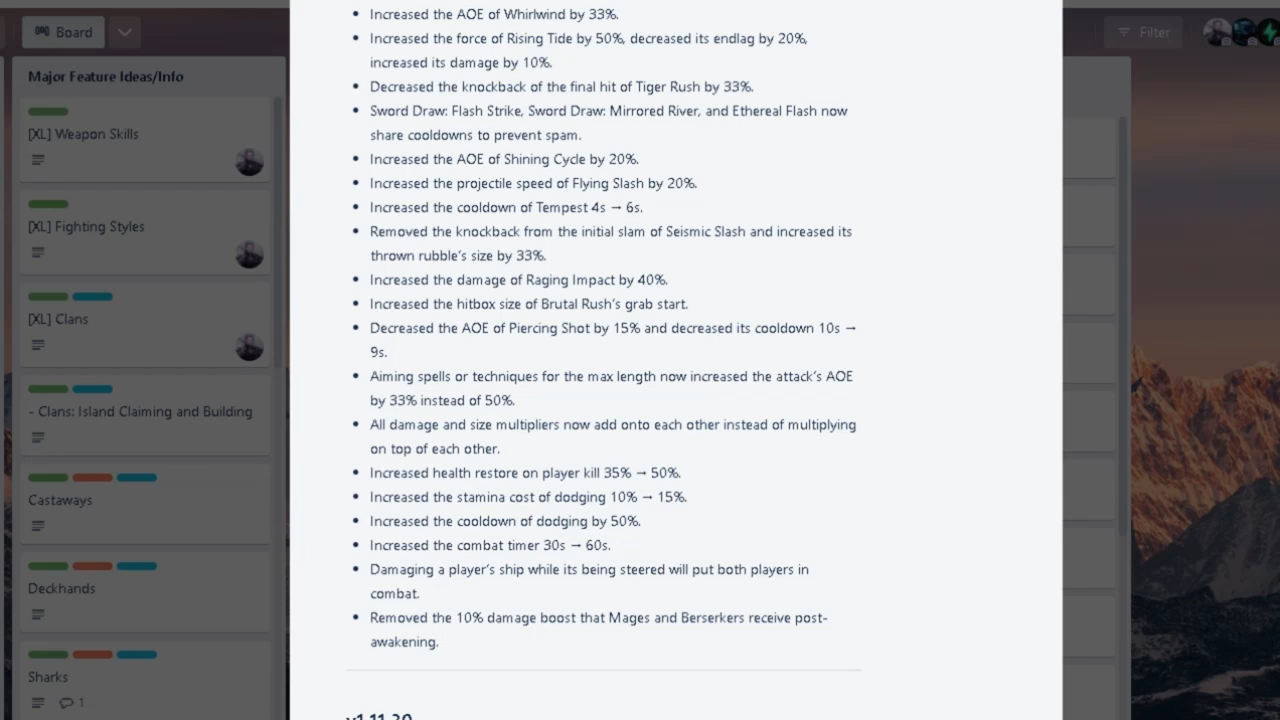 Board
Filter
Major Feature Ideas/Info
[XL] Weapon Skills
[XL] Fighting Styles
[XL] Clans
- Clans: Island Claiming and Building
Castaways
Deckhands
Sharks
1
• Increased the AOE of Whirlwind by 33%.
• Increased the force of Rising Tide by 50%, decreased its endlag by 20%,
increased its damage by 10%.
• Decreased the knockback of the final hit of Tiger Rush by 33%.
• Sword Draw: Flash Strike, Sword Draw: Mirrored River, and Ethereal Flash now
share cooldowns to prevent spam.
• Increased the AOE of Shining Cycle by 20%.
• Increased the projectile speed of Flying Slash by 20%.
• Increased the cooldown of Tempest 4s → 6s.
• Removed the knockback from the initial slam of Seismic Slash and increased its
thrown rubble's size by 33%.
• Increased the damage of Raging Impact by 40%.
• Increased the hitbox size of Brutal Rush's grab start.
• Decreased the AOE of Piercing Shot by 15% and decreased its cooldown 10s →
9s.
• Aiming spells or techniques for the max length now increased the attack's AOE
by 33% instead of 50%.
• All damage and size multipliers now add onto each other instead of multiplying
on top of each other.
• Increased health restore on player kill 35% → 50%.
• Increased the stamina cost of dodging 10% → 15%.
• Increased the cooldown of dodging by 50%.
• Increased the combat timer 30s → 60s.
• Damaging a player's ship while its being steered will put both players in
combat.
• Removed the 10% damage boost that Mages and Berserkers receive post-
awakening.
v1.11.30